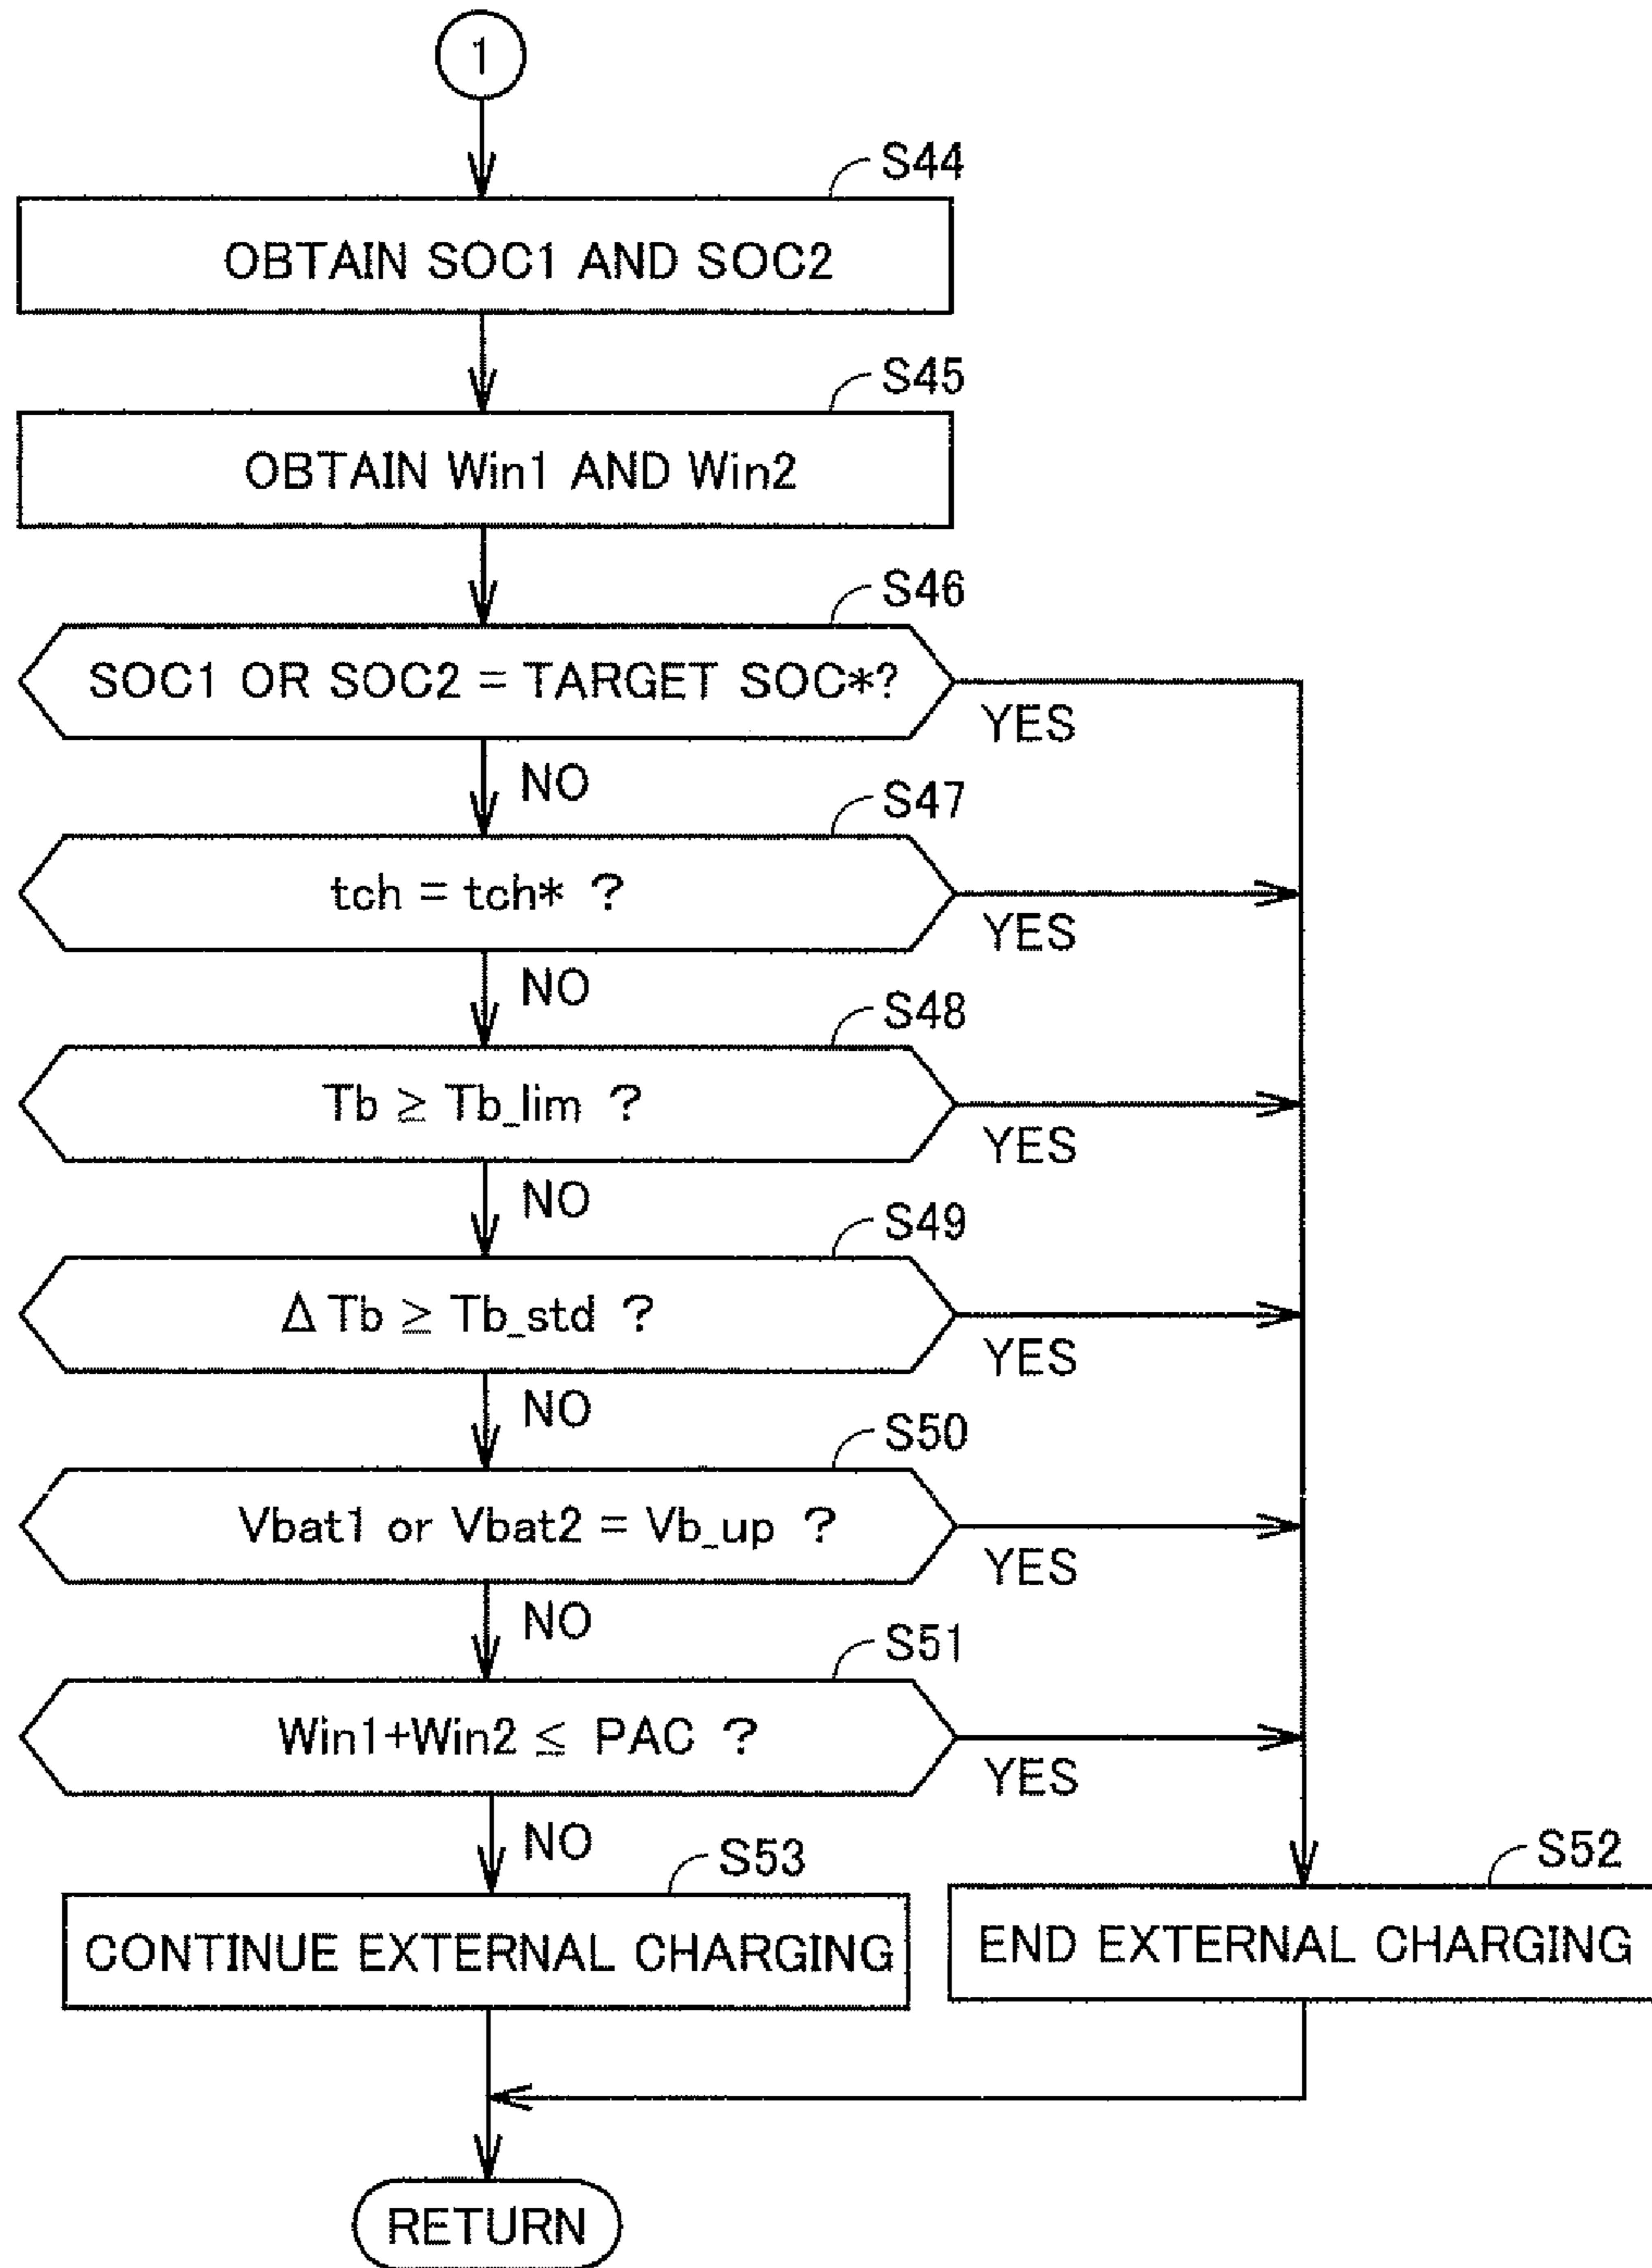 1
S44
OBTAIN SOC1 AND SOC2
S45
OBTAIN Win1 AND Win2
S46
SOC1 OR SOC2 = TARGET SOC*?
YES
NO
S47
tch = tch* ?
YES
NO
S48
Tb ≥ Tb_lim ?
YES
NO
S49
Δ Tb ≥ Tb_std ?
YES
NO
S50
Vbat1 or Vbat2 = Vb_up ?
YES
NO
S51
Win1+Win2 ≤ PAC ?
YES
NO
S53
S52
CONTINUE EXTERNAL CHARGING
END EXTERNAL CHARGING
RETURN